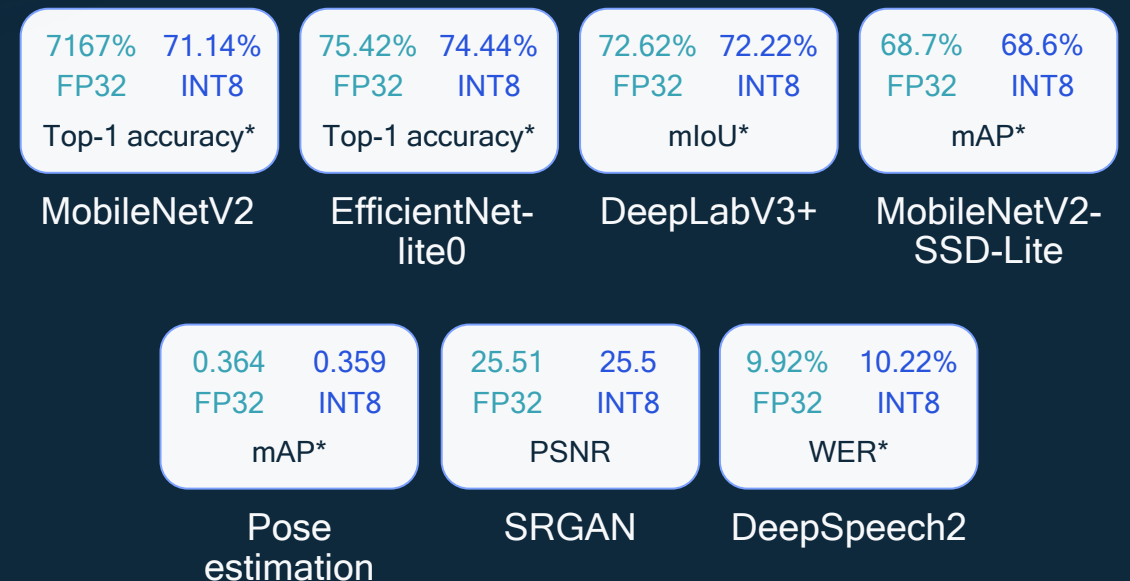 7167% 71.14% 75.42% 74.44% 72.62% 72.22% 68.7% 68.6%
FP32 INT8 FP32 INT8 FP32 INT8 FP32 INT8
Top-1 accuracy* Top-1 accuracy* mIoU* mAP*
MobileNetV2 EfficientNet- DeepLabV3+ MobileNetV2-
lite0 SSD-Lite
0.364 0.359 25.51 25.5 9.92% 10.22%
FP32 INT8 FP32 INT8 FP32 INT8
mAP* PSNR WER*
Pose SRGAN DeepSpeech2
estimation